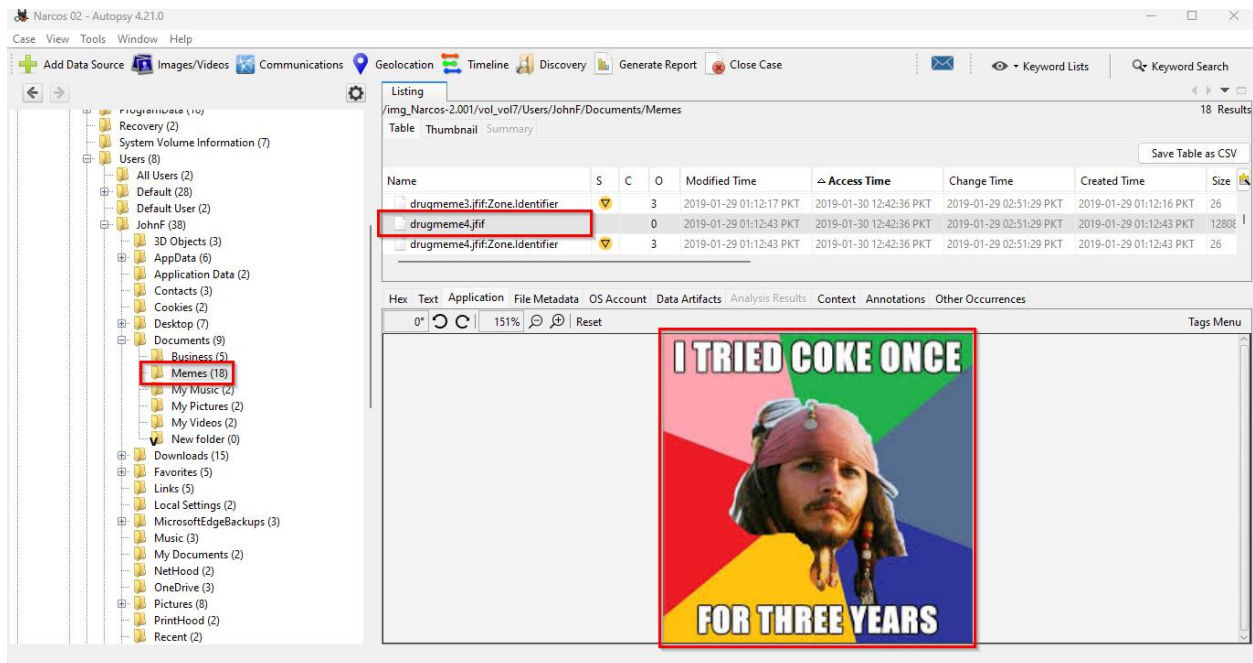 Narcos 02 - Autopsy 4.21.0
Case View Tools Window Help
Add Data Source Images/Videos Communications Geolocation Timeline Discovery Generate Report Close Case Keyword Lists Keyword Search
Listing
/img_Narcos-2.001/vol_vol7/Users/JohnF/Documents/Memes 18 Results
Table Thumbnail Summary
Save Table as CSV
Name S C O Modified Time Access Time Change Time Created Time Size
drugmeme3.jfif:Zone.Identifier 3 2019-01-29 01:12:17 PKT 2019-01-30 12:42:36 PKT 2019-01-29 02:51:29 PKT 2019-01-29 01:12:16 PKT 26
drugmeme4.jfif 0 2019-01-29 01:12:43 PKT 2019-01-30 12:42:36 PKT 2019-01-29 02:51:29 PKT 2019-01-29 01:12:43 PKT
drugmeme4.jfif:Zone.Identifier 3 2019-01-29 01:12:43 PKT 2019-01-30 12:42:36 PKT 2019-01-29 02:51:29 PKT 2019-01-29 01:12:43 PKT 26
Hex Text Application File Metadata OS Account Data Artifacts Analysis Results Context Annotations Other Occurrences
0° 151% Reset Tags Menu
I TRIED COKE ONCE
FOR THREE YEARS
Recovery (2)
System Volume Information (7)
Users (8)
All Users (2)
Default (28)
Default User (2)
JohnF (38)
3D Objects (3)
AppData (6)
Application Data (2)
Contacts (3)
Cookies (2)
Desktop (7)
Documents (9)
Business (5)
Memes (18)
My Music (2)
My Pictures (2)
My Videos (2)
New folder (0)
Downloads (15)
Favorites (5)
Links (5)
Local Settings (2)
MicrosoftEdgeBackups (3)
Music (3)
My Documents (2)
NetHood (2)
OneDrive (3)
Pictures (8)
PrintHood (2)
Recent (2)